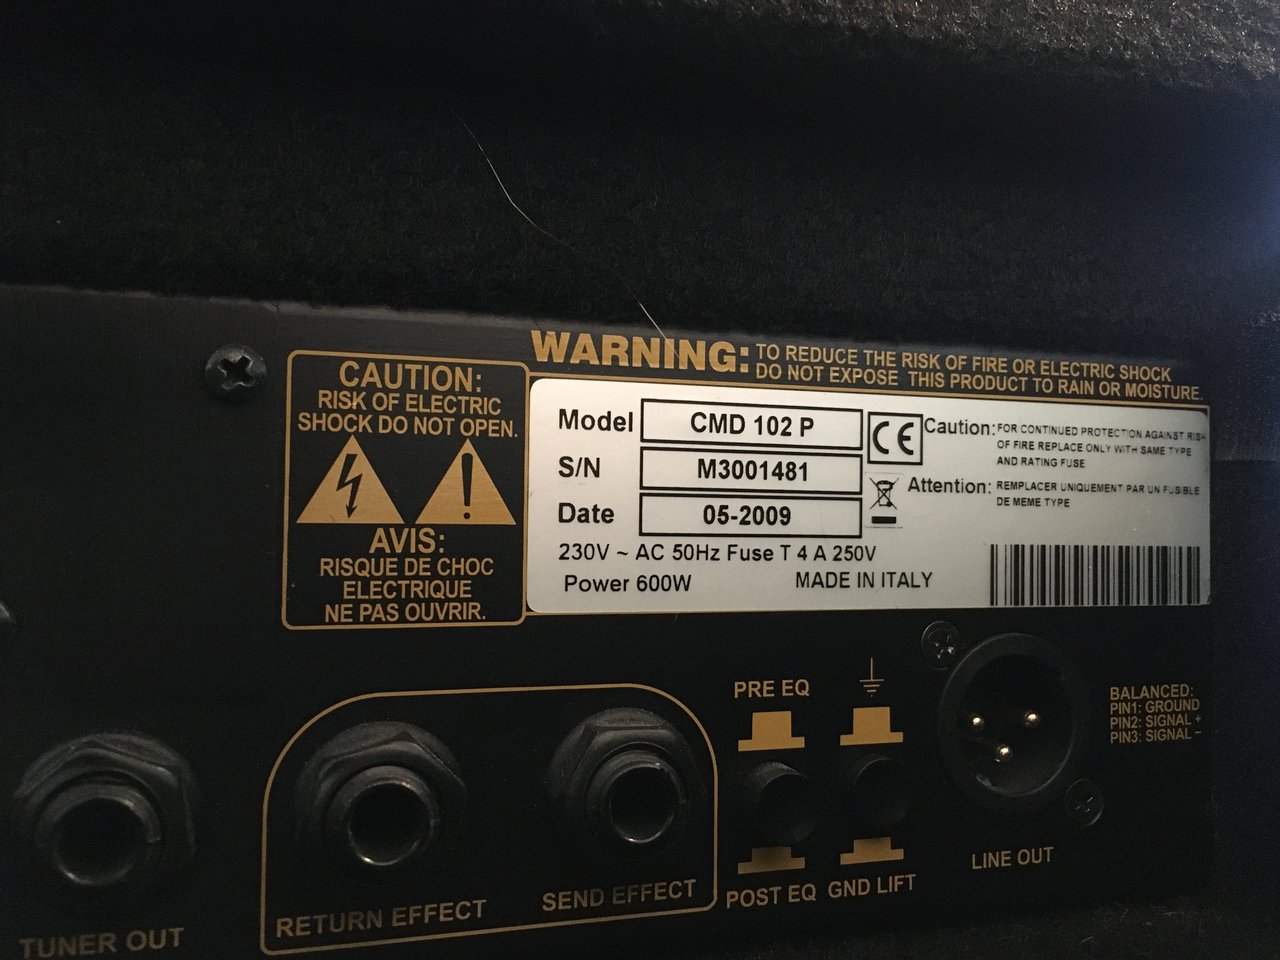 WARNING: TO REDUCE THE RISK OF FIRE OR ELECTRIC SHOCK
DO NOT EXPOSE THIS PRODUCT TO RAIN OR MOISTURE.
CAUTION:
RISK OF ELECTRIC
SHOCK DO NOT OPEN.
AVIS:
RISQUE DE CHOC
ELECTRIQUE
NE PAS OUVRIR.
Model CMD 102 P
S/N M3001481
Date 05-2009
230V ~ AC 50Hz Fuse T 4 A 250V
Power 600W MADE IN ITALY
CE
Caution: FOR CONTINUED PROTECTION AGAINST RISK
OF FIRE REPLACE ONLY WITH SAME TYPE
AND RATING FUSE
Attention: REMPLACER UNIQUEMENT PAR UN FUSIBLE
DE MEME TYPE
TUNER OUT
RETURN EFFECT
SEND EFFECT
PRE EQ
POST EQ
GND LIFT
LINE OUT
BALANCED:
PIN1: GROUND
PIN2: SIGNAL +
PIN3: SIGNAL -